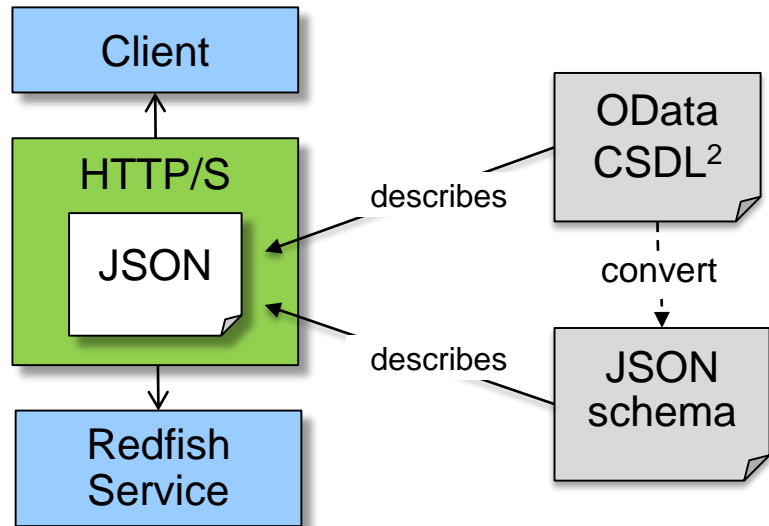 Client
HTTP/S
JSON
Redfish
Service
describes
describes
OData
CSDL²
convert
JSON
schema